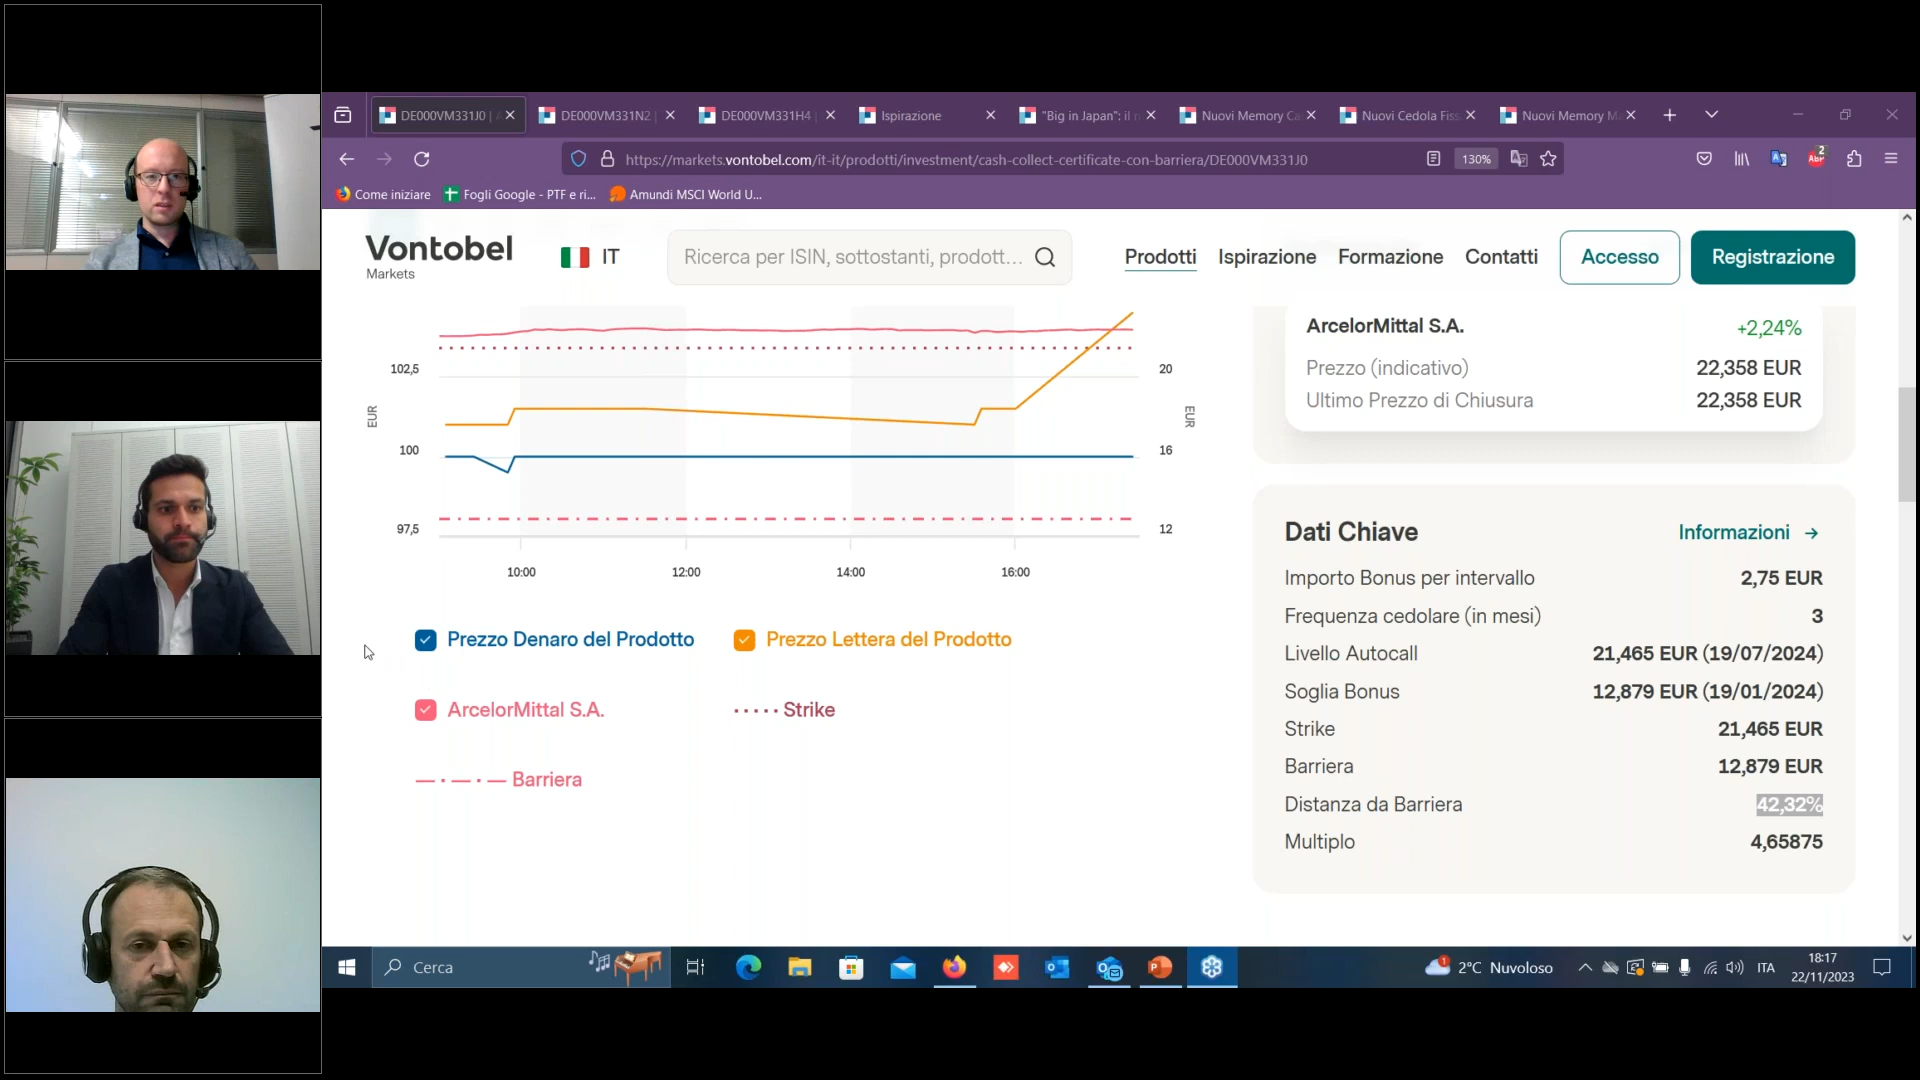 DE000VM331J0 | A
DE000VM331N2 |
DE000VM331H4 |
Ispirazione
"Big in Japan": il n
Nuovi Memory Ca
Nuovi Cedola Fiss
Nuovi Memory Ma
https://markets.vontobel.com/it-it/prodotti/investment/cash-collect-certificate-con-barriera/DE000VM331J0
130%
ABP
2
Come iniziare
Fogli Google - PTF e ri...
Amundi MSCI World U...
Vontobel
Markets
IT
Ricerca per ISIN, sottostanti, prodott...
Prodotti
Ispirazione
Formazione
Contatti
Accesso
Registrazione
102,5
100
97,5
EUR
20
16
12
EUR
10:00
12:00
14:00
16:00
Prezzo Denaro del Prodotto
Prezzo Lettera del Prodotto
ArcelorMittal S.A.
Strike
Barriera
ArcelorMittal S.A. +2,24%
Prezzo (indicativo) 22,358 EUR
Ultimo Prezzo di Chiusura 22,358 EUR
Dati Chiave Informazioni →
Importo Bonus per intervallo 2,75 EUR
Frequenza cedolare (in mesi) 3
Livello Autocall 21,465 EUR (19/07/2024)
Soglia Bonus 12,879 EUR (19/01/2024)
Strike 21,465 EUR
Barriera 12,879 EUR
Distanza da Barriera 42,32%
Multiplo 4,65875
Cerca
1
2°C Nuvoloso
ITA
18:17
22/11/2023